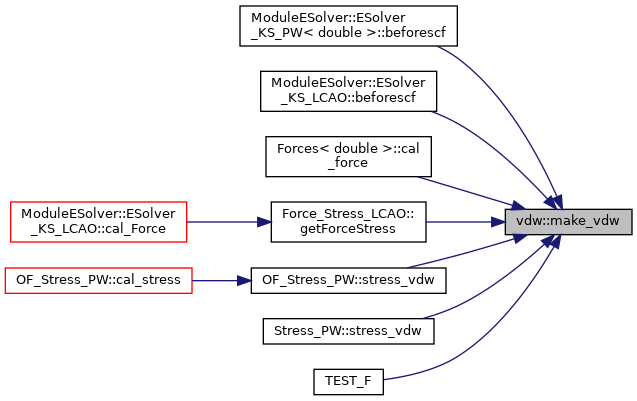 ModuleESolver::ESolver
_KS_PW< double >::beforescf
ModuleESolver::ESolver
_KS_LCAO::beforescf
Forces< double >::cal
_force
ModuleESolver::ESolver
_KS_LCAO::cal_Force
Force_Stress_LCAO::
getForceStress
vdw::make_vdw
OF_Stress_PW::cal_stress
OF_Stress_PW::stress_vdw
Stress_PW::stress_vdw
TEST_F